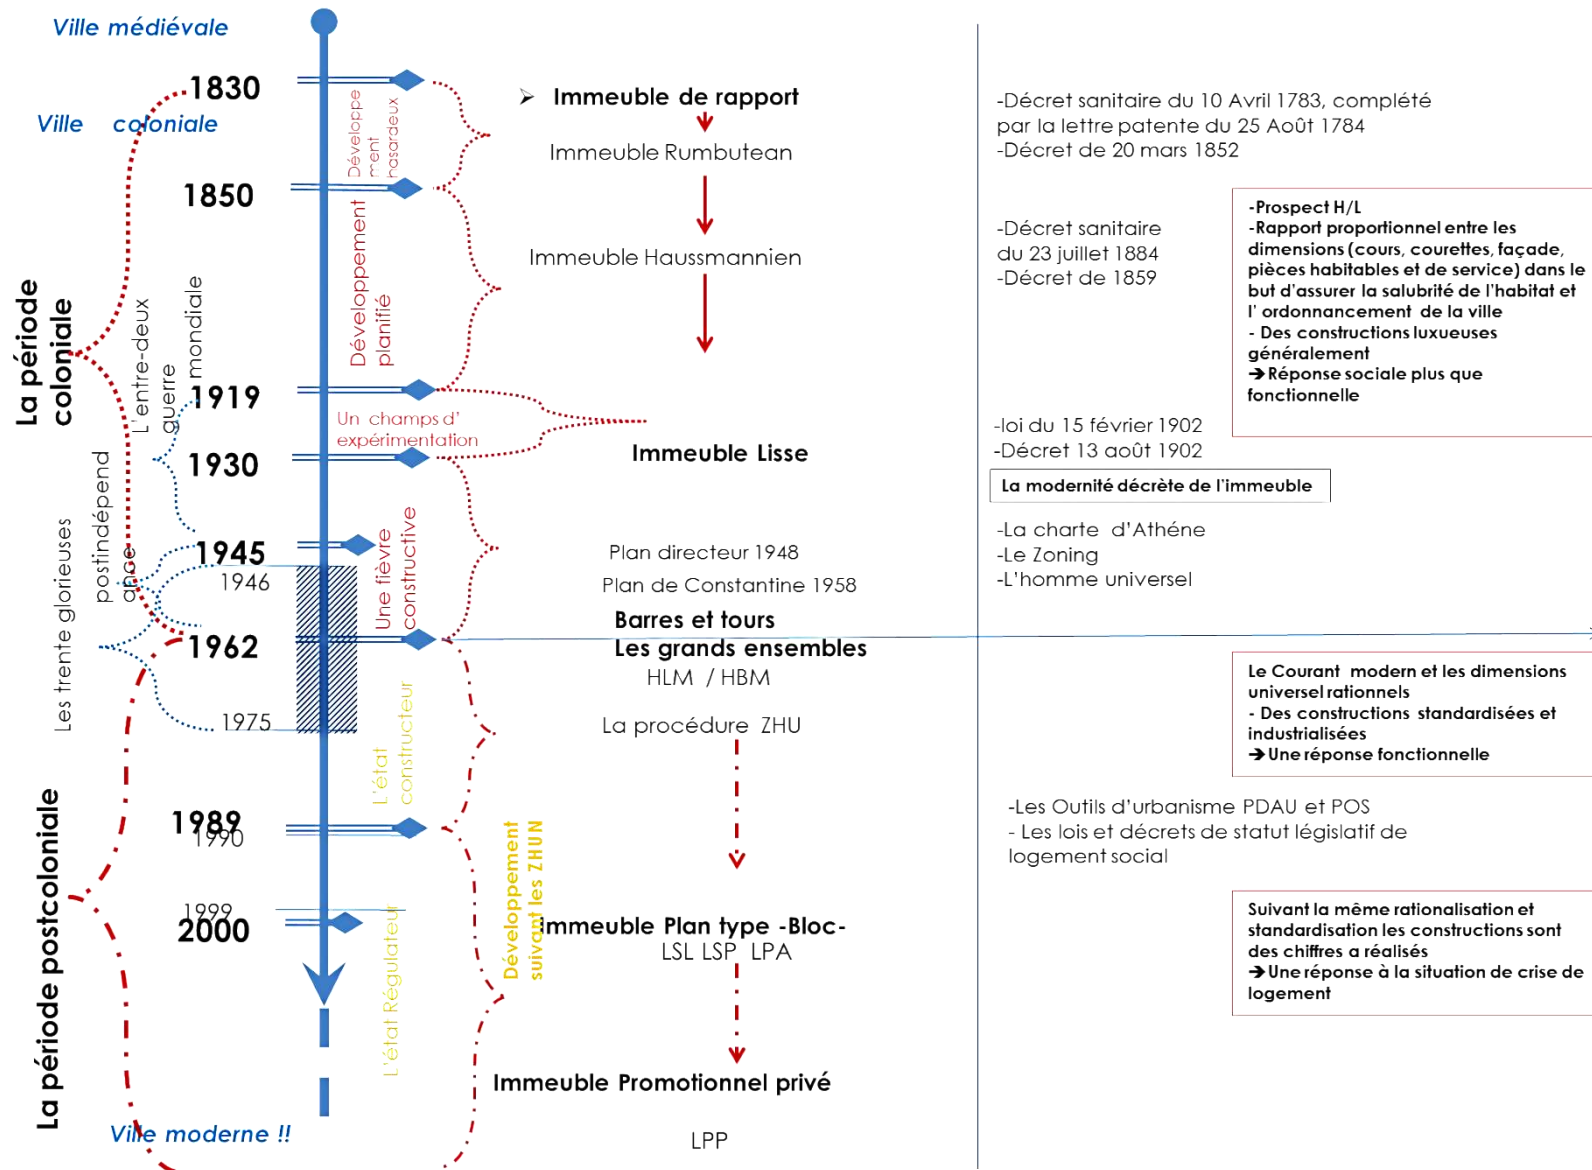 Ville médiévale
1830
Ville coloniale
1850
La période
coloniale
L'entre-deux
guerre
mondiale
1919
1930
Les trente glorieuses
postindépend
ance
1945
1946
1962
1975
La période postcoloniale
1989
1990
1999
2000
Ville moderne !!
Développe
ment
hasardeux
Développement
planifié
Un champs d'
expérimentation
Une fièvre
constructive
L'état
constructeur
L'état Régulateur
Développement
suivant les ZHUN
➤ Immeuble de rapport
Immeuble Rumbutean
Immeuble Haussmannien
Immeuble Lisse
Plan directeur 1948
Plan de Constantine 1958
Barres et tours
Les grands ensembles
HLM / HBM
La procédure ZHU
Immeuble Plan type -Bloc-
LSL LSP LPA
Immeuble Promotionnel privé
LPP
-Décret sanitaire du 10 Avril 1783, complété
par la lettre patente du 25 Août 1784
-Décret de 20 mars 1852
-Décret sanitaire
du 23 juillet 1884
-Décret de 1859
-Prospect H/L
-Rapport proportionnel entre les
dimensions (cours, courettes, façade,
pièces habitables et de service) dans le
but d'assurer la salubrité de l'habitat et
l' ordonnancement de la ville
- Des constructions luxueuses
généralement
➔ Réponse sociale plus que
fonctionnelle
-loi du 15 février 1902
-Décret 13 août 1902
La modernité décrète de l'immeuble
-La charte d'Athéne
-Le Zoning
-L'homme universel
Le Courant modern et les dimensions
universel rationnels
- Des constructions standardisées et
industrialisées
➔ Une réponse fonctionnelle
-Les Outils d'urbanisme PDAU et POS
- Les lois et décrets de statut législatif de
logement social
Suivant la même rationalisation et
standardisation les constructions sont
des chiffres a réalisés
➔ Une réponse à la situation de crise de
logement